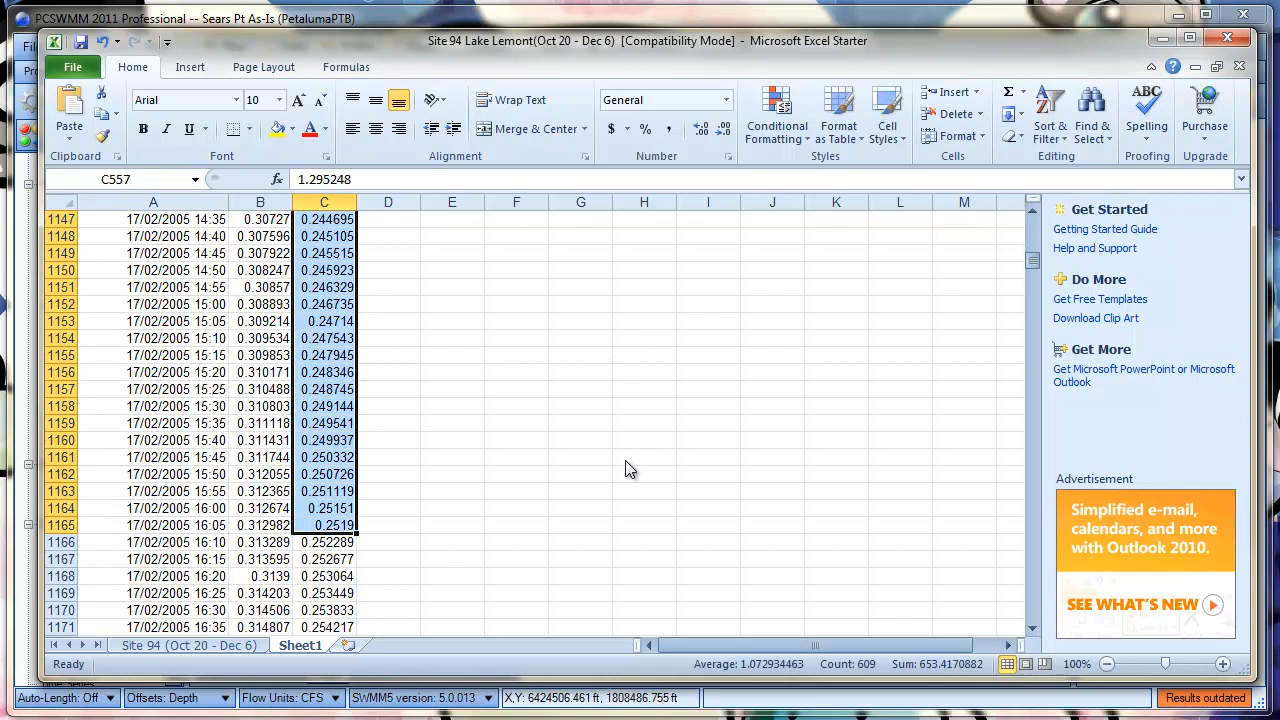 PCSWMM 2011 Professional -- Sears Pt As-Is (PetalumaPTB)
Site 94 Lake Lemont(Oct 20 - Dec 6) [Compatibility Mode] - Microsoft Excel Starter
File Home Insert Page Layout Formulas
Paste Arial 10 Wrap Text General Insert Σ ABC
B I U Merge & Center $ % , Conditional Formatting Format as Table Cell Styles Delete Format Sort & Filter Find & Select Spelling Purchase
Clipboard Font Alignment Number Styles Cells Editing Proofing Upgrade
C557 fx 1.295248
A B C D E F G H I J K L M
1147 17/02/2005 14:35 0.30727 0.244695
1148 17/02/2005 14:40 0.307596 0.245105
1149 17/02/2005 14:45 0.307922 0.245515
1150 17/02/2005 14:50 0.308247 0.245923
1151 17/02/2005 14:55 0.30857 0.246329
1152 17/02/2005 15:00 0.308893 0.246735
1153 17/02/2005 15:05 0.309214 0.24714
1154 17/02/2005 15:10 0.309534 0.247543
1155 17/02/2005 15:15 0.309853 0.247945
1156 17/02/2005 15:20 0.310171 0.248346
1157 17/02/2005 15:25 0.310488 0.248745
1158 17/02/2005 15:30 0.310803 0.249144
1159 17/02/2005 15:35 0.311118 0.249541
1160 17/02/2005 15:40 0.311431 0.249937
1161 17/02/2005 15:45 0.311744 0.250332
1162 17/02/2005 15:50 0.312055 0.250726
1163 17/02/2005 15:55 0.312365 0.251119
1164 17/02/2005 16:00 0.312674 0.25151
1165 17/02/2005 16:05 0.312982 0.2519
1166 17/02/2005 16:10 0.313289 0.252289
1167 17/02/2005 16:15 0.313595 0.252677
1168 17/02/2005 16:20 0.3139 0.253064
1169 17/02/2005 16:25 0.314203 0.253449
1170 17/02/2005 16:30 0.314506 0.253833
1171 17/02/2005 16:35 0.314807 0.254217
Get Started
Getting Started Guide
Help and Support
Do More
Get Free Templates
Download Clip Art
Get More
Get Microsoft PowerPoint or Microsoft
Outlook
Advertisement
Simplified e-mail,
calendars, and more
with Outlook 2010.
SEE WHAT'S NEW
Site 94 (Oct 20 - Dec 6) Sheet1
Ready Average: 1.072934463 Count: 609 Sum: 653.4170882 100%
Auto-Length: Off Offsets: Depth Flow Units: CFS SWMM5 version: 5.0.013 X,Y: 6424506.461 ft, 1808486.755 ft Results outdated